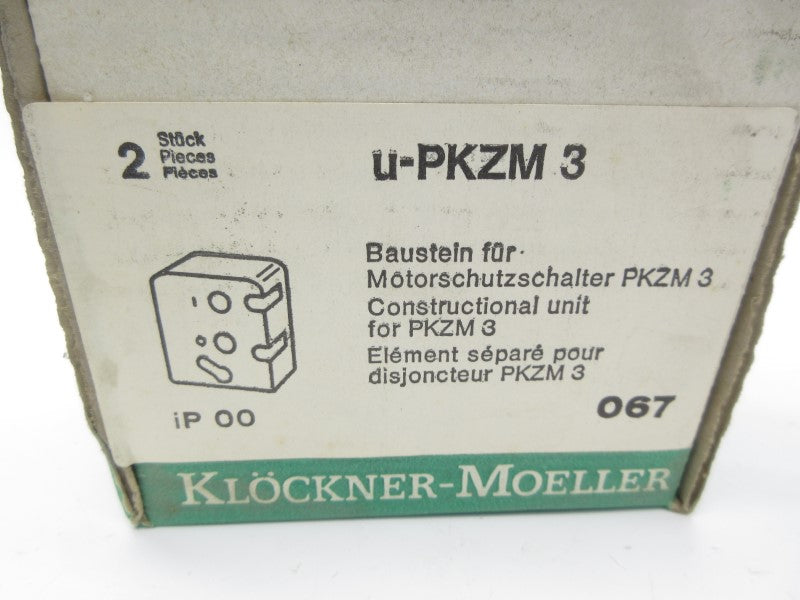 2 Stück
Pieces
Pièces
u-PKZM 3
Baustein für
Motorschutzschalter PKZM 3
Constructional unit
for PKZM 3
Elément séparé pour
disjoncteur PKZM 3
iP 00
067
KLÖCKNER-MOELLER